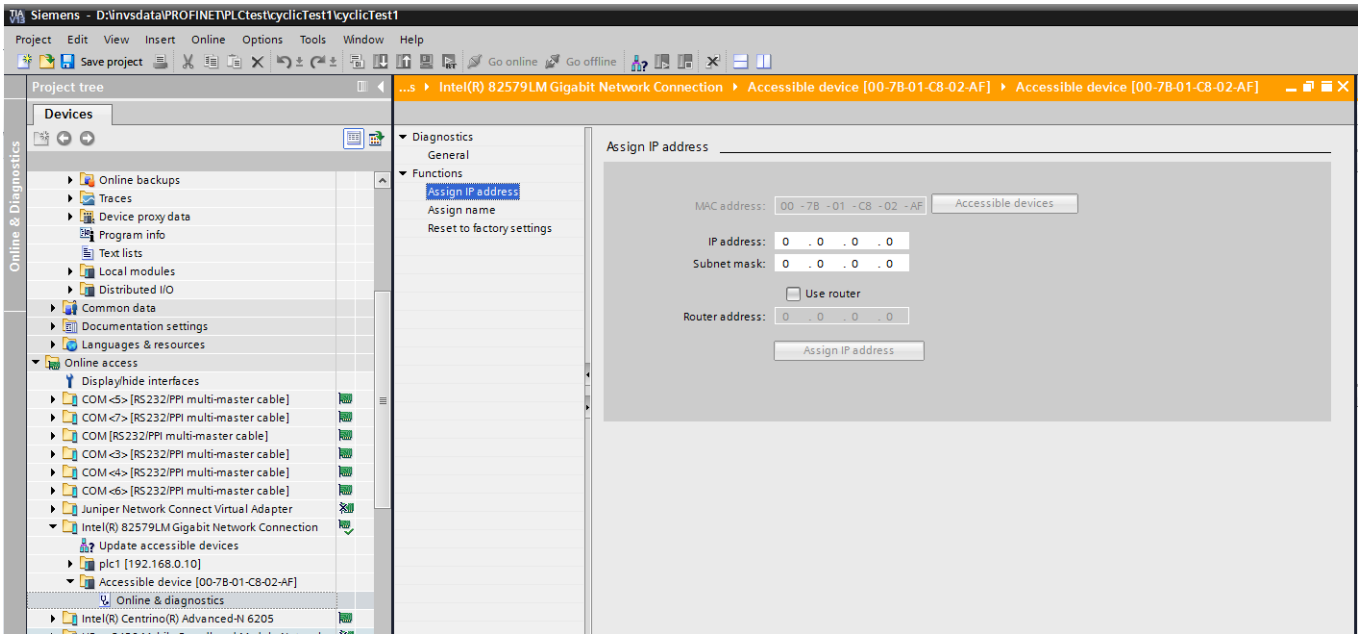 Siemens - D:\invsdata\PROFINET\PLCtest\cyclicTest1\cyclicTest1
Project Edit View Insert Online Options Tools Window Help
Save project Go online Go offline
Project tree
...s Intel(R) 82579LM Gigabit Network Connection Accessible device [00-7B-01-C8-02-AF] Accessible device [00-7B-01-C8-02-AF]
Devices
Online & Diagnostics
Online backups
Traces
Device proxy data
Program info
Text lists
Local modules
Distributed I/O
Common data
Documentation settings
Languages & resources
Online access
Display/hide interfaces
COM <5> [RS232/PPI multi-master cable]
COM <7> [RS232/PPI multi-master cable]
COM [RS232/PPI multi-master cable]
COM <3> [RS232/PPI multi-master cable]
COM <4> [RS232/PPI multi-master cable]
COM <6> [RS232/PPI multi-master cable]
Juniper Network Connect Virtual Adapter
Intel(R) 82579LM Gigabit Network Connection
Update accessible devices
plc1 [192.168.0.10]
Accessible device [00-7B-01-C8-02-AF]
Online & diagnostics
Intel(R) Centrino(R) Advanced-N 6205
Diagnostics
General
Functions
Assign IP address
Assign name
Reset to factory settings
Assign IP address
MAC address: 00 -7B -01 -C8 -02 -AF Accessible devices
IP address: 0 . 0 . 0 . 0
Subnet mask: 0 . 0 . 0 . 0
Use router
Router address: 0 . 0 . 0 . 0
Assign IP address